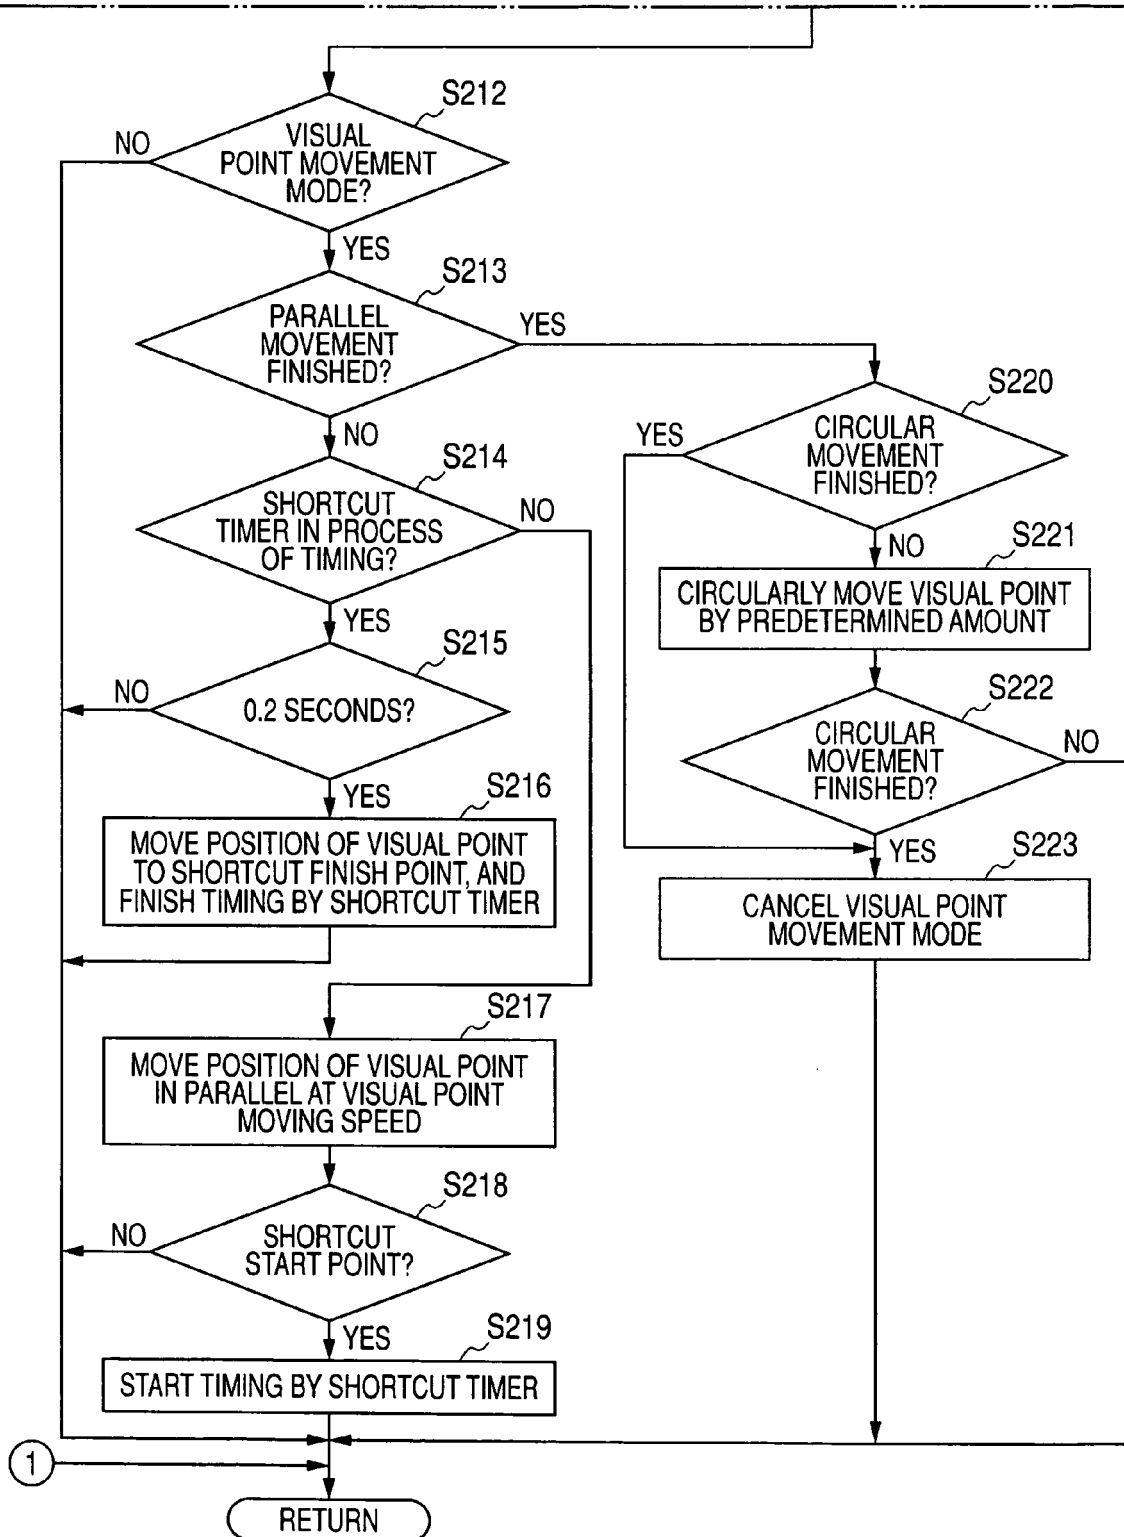 S212
NO
VISUAL
POINT MOVEMENT
MODE?
YES
S213
PARALLEL
MOVEMENT
FINISHED?
YES
NO
S220
CIRCULAR
MOVEMENT
FINISHED?
YES
NO
S214
SHORTCUT
TIMER IN PROCESS
OF TIMING?
NO
YES
S221
CIRCULARLY MOVE VISUAL POINT
BY PREDETERMINED AMOUNT
S215
0.2 SECONDS?
NO
YES
S222
CIRCULAR
MOVEMENT
FINISHED?
NO
YES
S216
MOVE POSITION OF VISUAL POINT
TO SHORTCUT FINISH POINT, AND
FINISH TIMING BY SHORTCUT TIMER
S223
CANCEL VISUAL POINT
MOVEMENT MODE
S217
MOVE POSITION OF VISUAL POINT
IN PARALLEL AT VISUAL POINT
MOVING SPEED
S218
NO
SHORTCUT
START POINT?
YES
S219
START TIMING BY SHORTCUT TIMER
1
RETURN